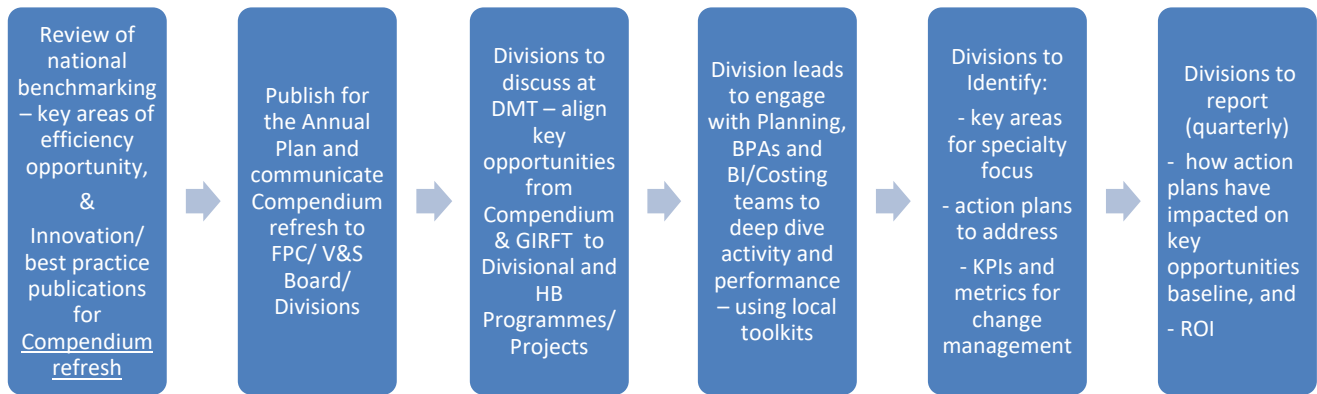 Review of
national
benchmarking
– key areas of
efficiency
opportunity,
&
Innovation/
best practice
publications
for
Compendium
refresh
Publish for
the Annual
Plan and
communicate
Compendium
refresh to
FPC/ V&S
Board/
Divisions
Divisions to
discuss at
DMT – align
key
opportunities
from
Compendium
& GIRFT to
Divisional and
HB
Programmes/
Projects
Division leads
to engage
with Planning,
BPAs and
BI/Costing
teams to
deep dive
activity and
performance
– using local
toolkits
Divisions to
Identify:
- key areas
for specialty
focus
- action plans
to address
- KPIs and
metrics for
change
management
Divisions to
report
(quarterly)
- how action
plans have
impacted on
key
opportunities
baseline, and
- ROI